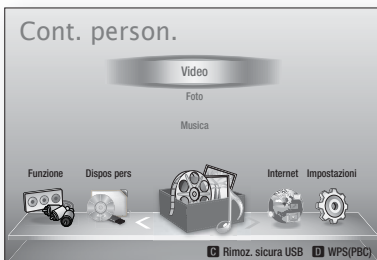 Cont. person.
Video
Foto
Musica
Funzione Dispos pers Internet Impostazioni
C Rimoz. sicura USB D WPS(PBC)